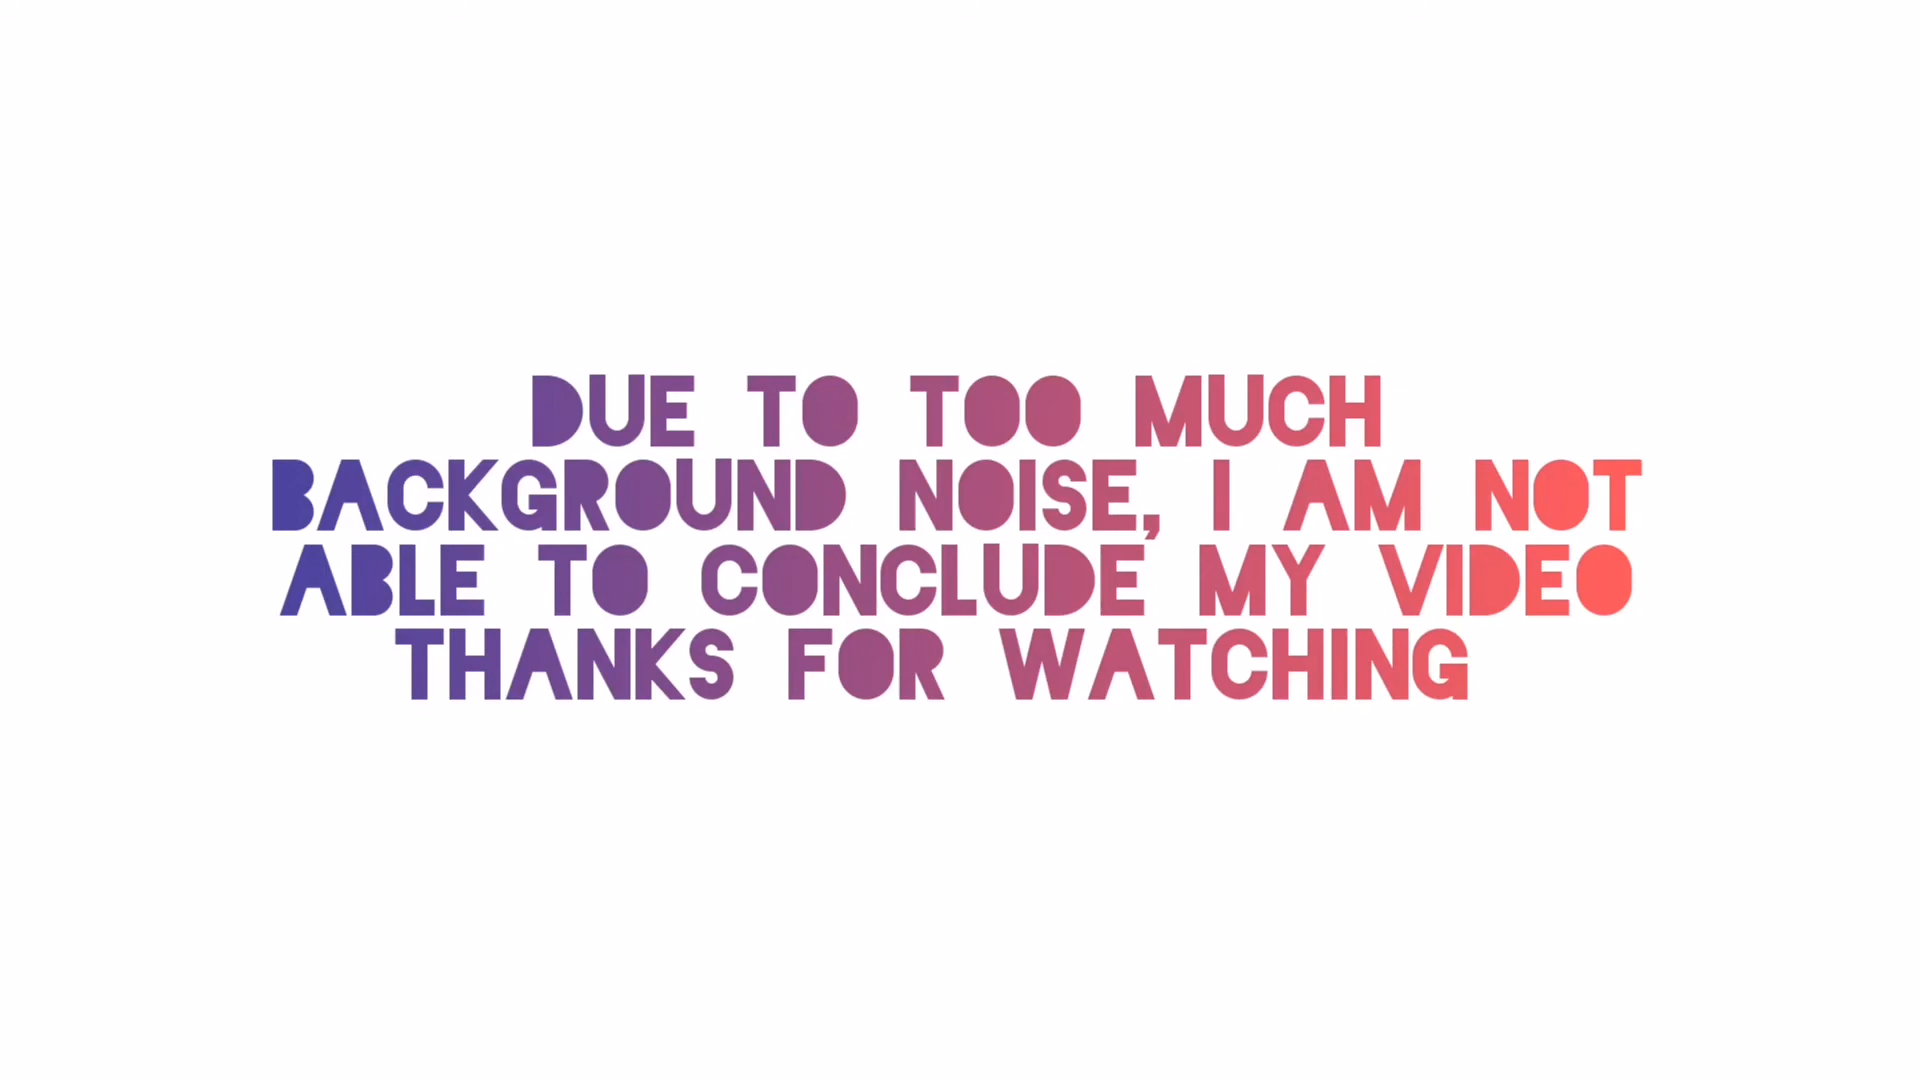 DUE TO TOO MUCH
BACKGROUND NOISE, I AM NOT
ABLE TO CONCLUDE MY VIDEO
THANKS FOR WATCHING